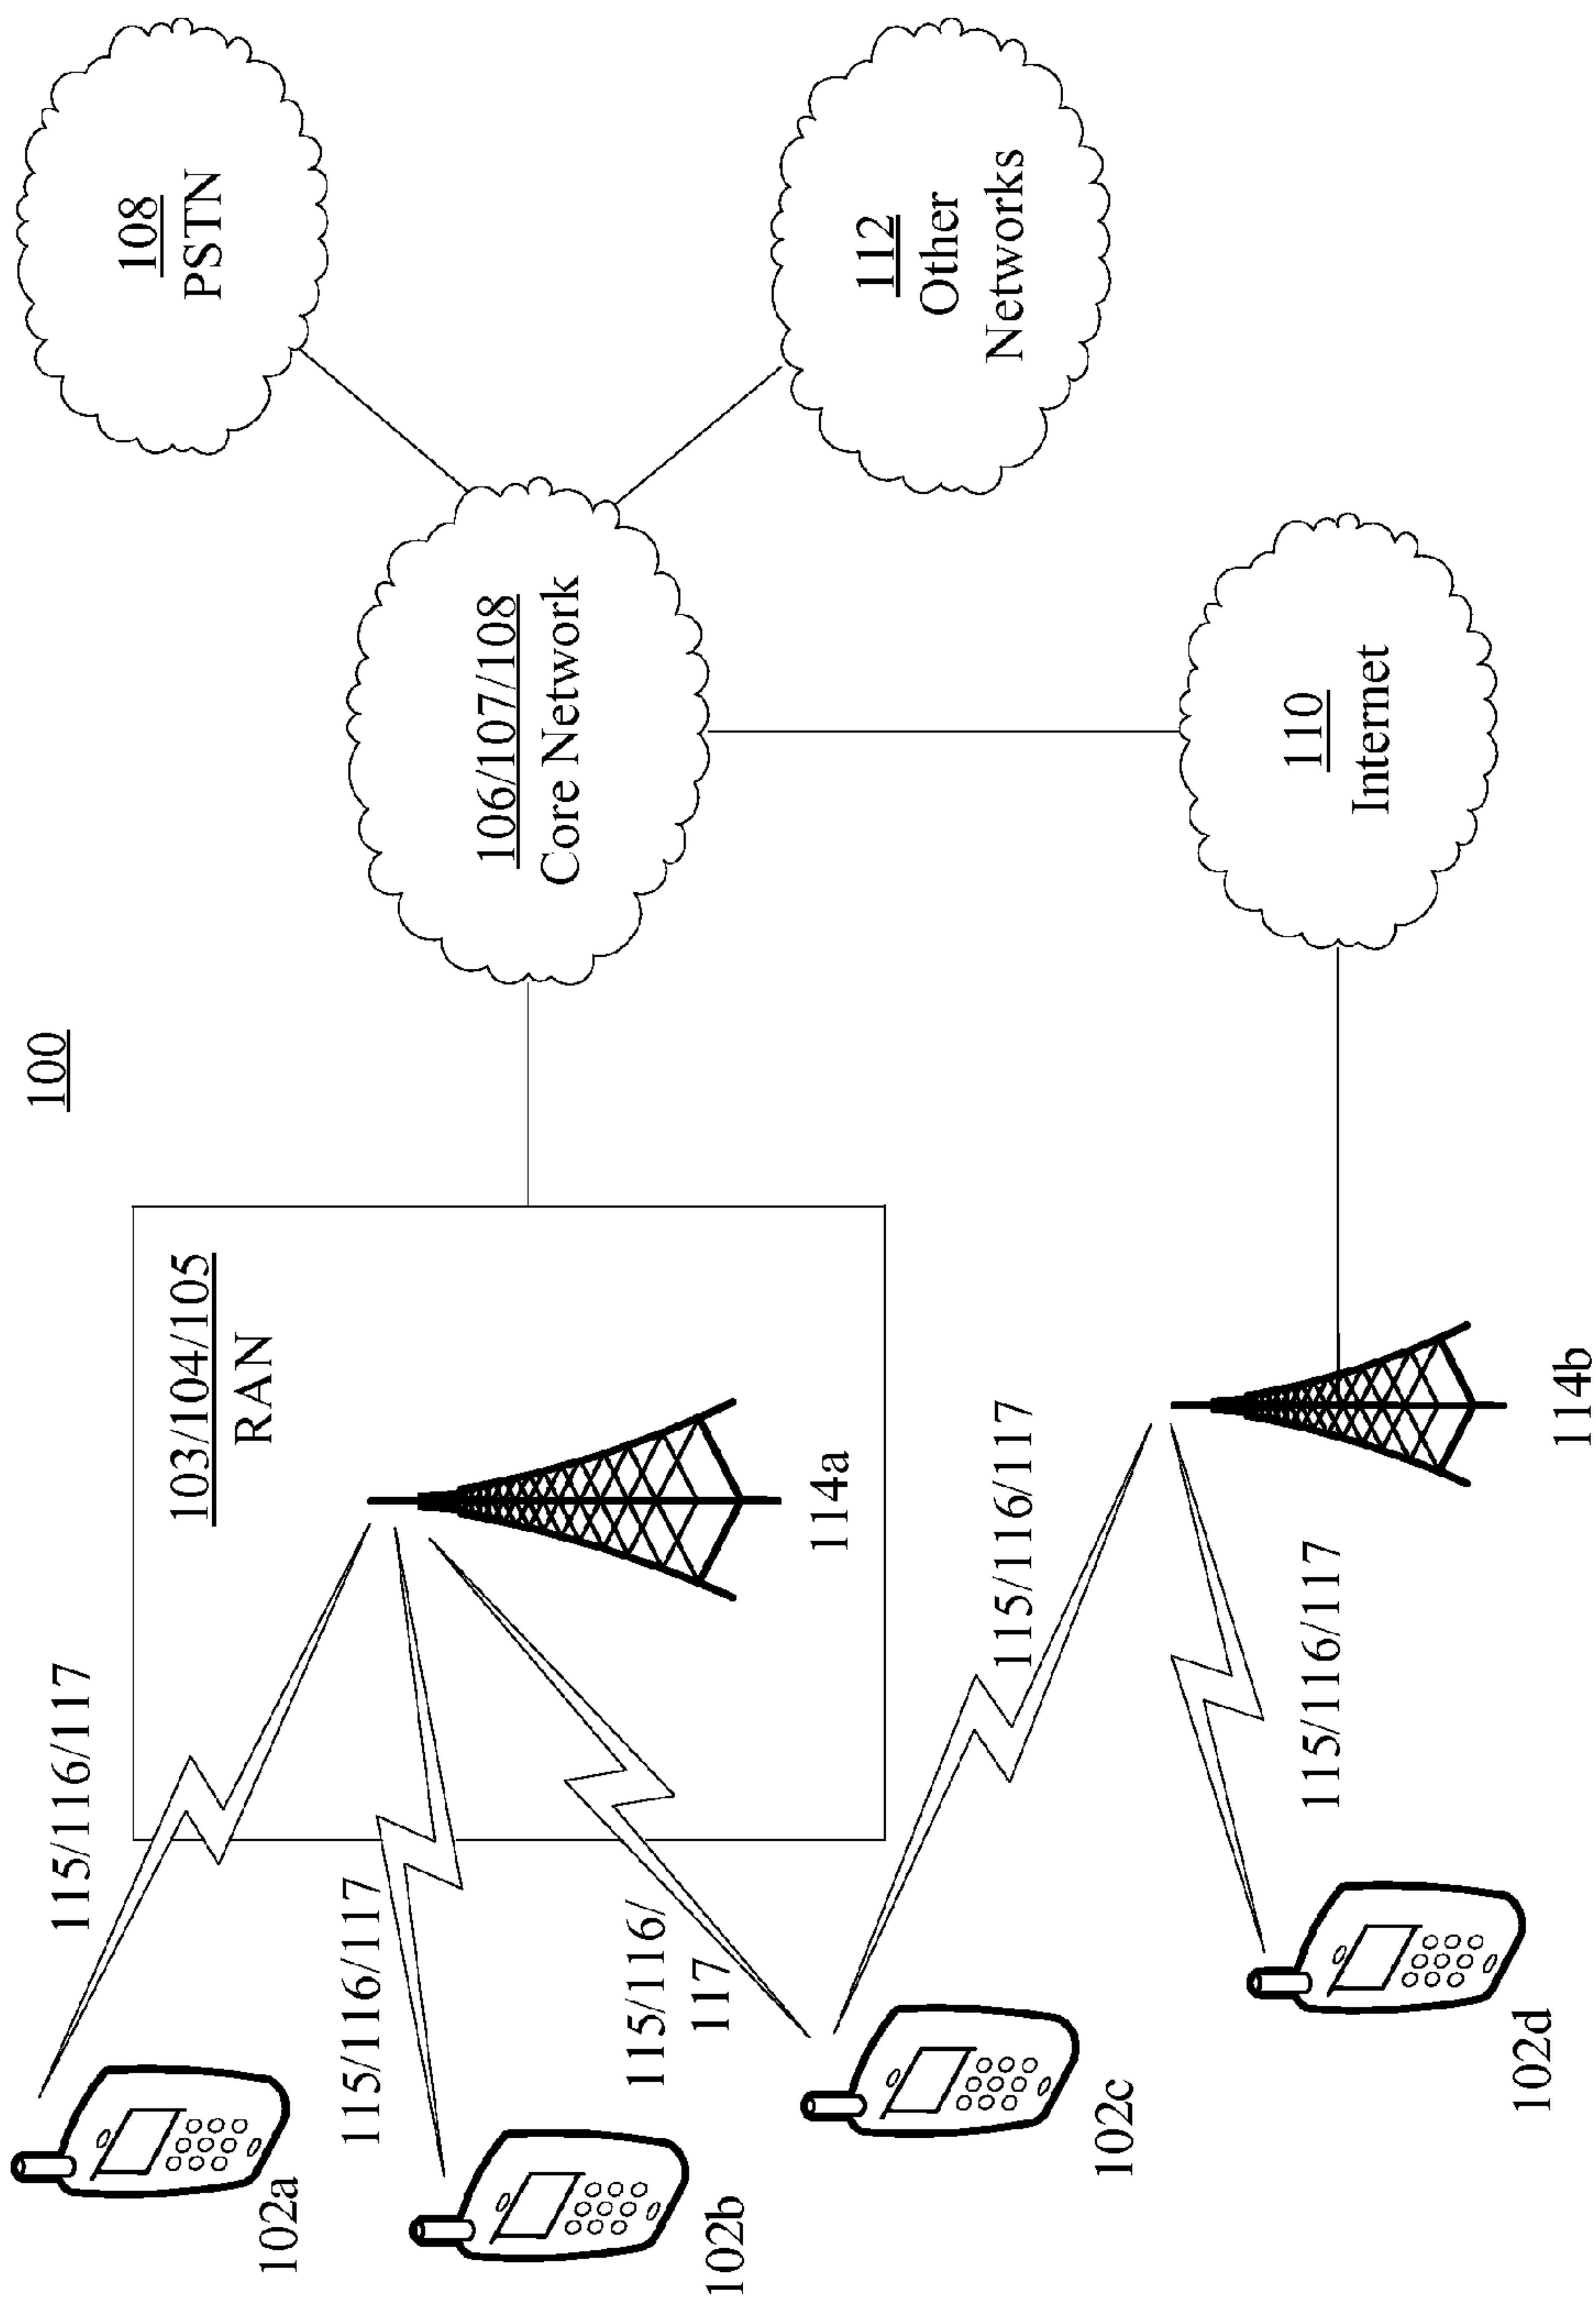 100
115/116/117
102a
115/116/117
102b
115/116/
117
102c
103/104/105
RAN
114a
115/116/117
115/116/117
102d
114b
106/107/108
Core Network
108
PSTN
112
Other
Networks
110
Internet